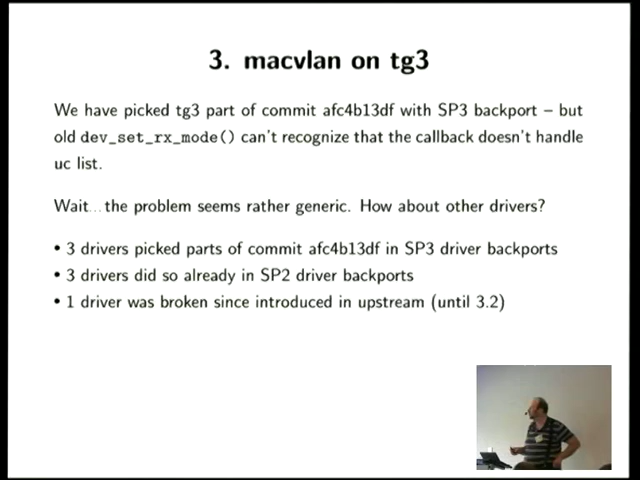 3. macvlan on tg3
We have picked tg3 part of commit afc4b13df with SP3 backport – but
old dev_set_rx_mode() can't recognize that the callback doesn't handle
uc list.
Wait...the problem seems rather generic. How about other drivers?
• 3 drivers picked parts of commit afc4b13df in SP3 driver backports
• 3 drivers did so already in SP2 driver backports
• 1 driver was broken since introduced in upstream (until 3.2)